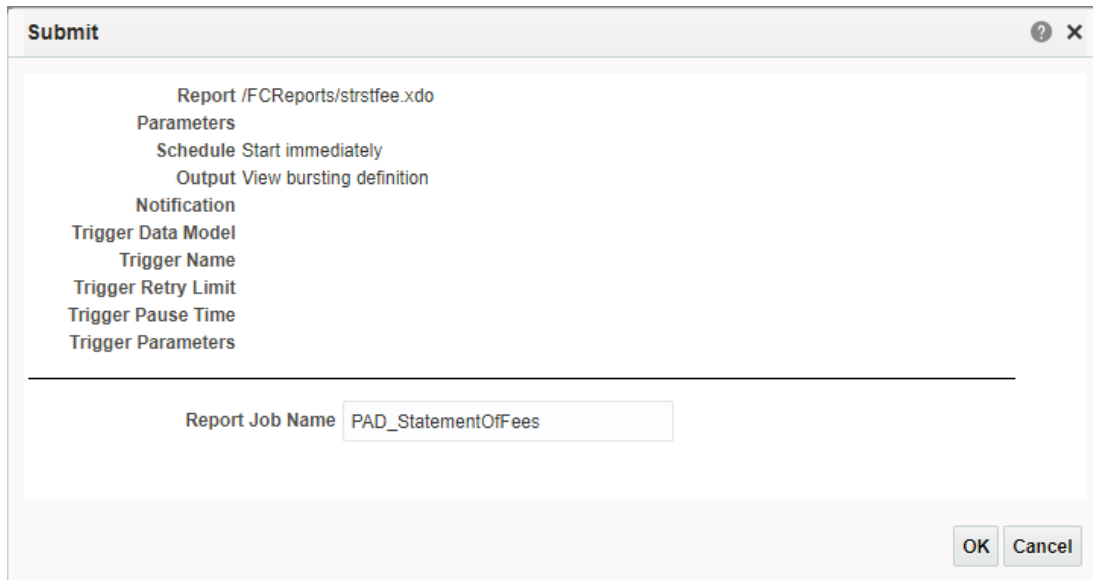 Submit
Report /FCReports/strstfee.xdo
Parameters
Schedule Start immediately
Output View bursting definition
Notification
Trigger Data Model
Trigger Name
Trigger Retry Limit
Trigger Pause Time
Trigger Parameters
Report Job Name PAD_StatementOfFees
OK Cancel